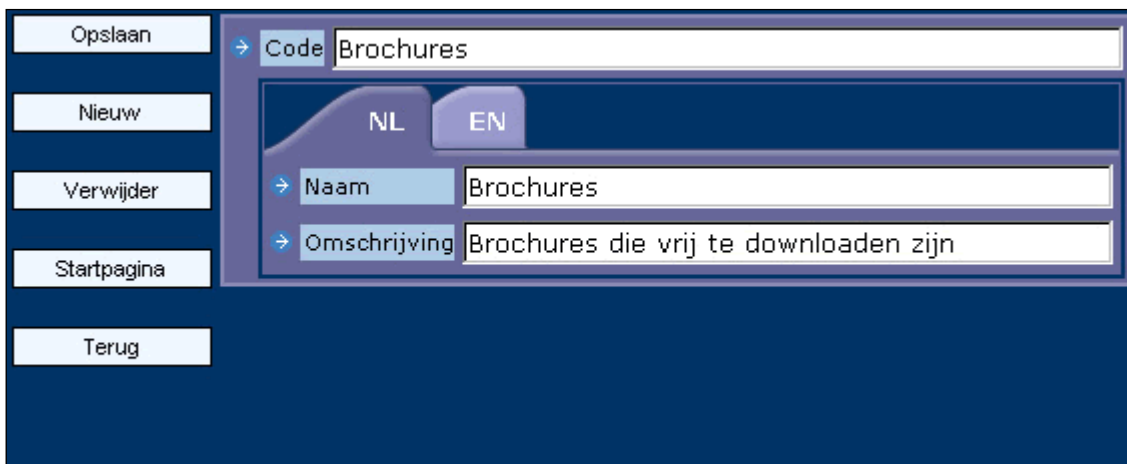 Opslaan
Nieuw
Verwijder
Startpagina
Terug
Code Brochures
NL EN
Naam Brochures
Omschrijving Brochures die vrij te downloaden zijn